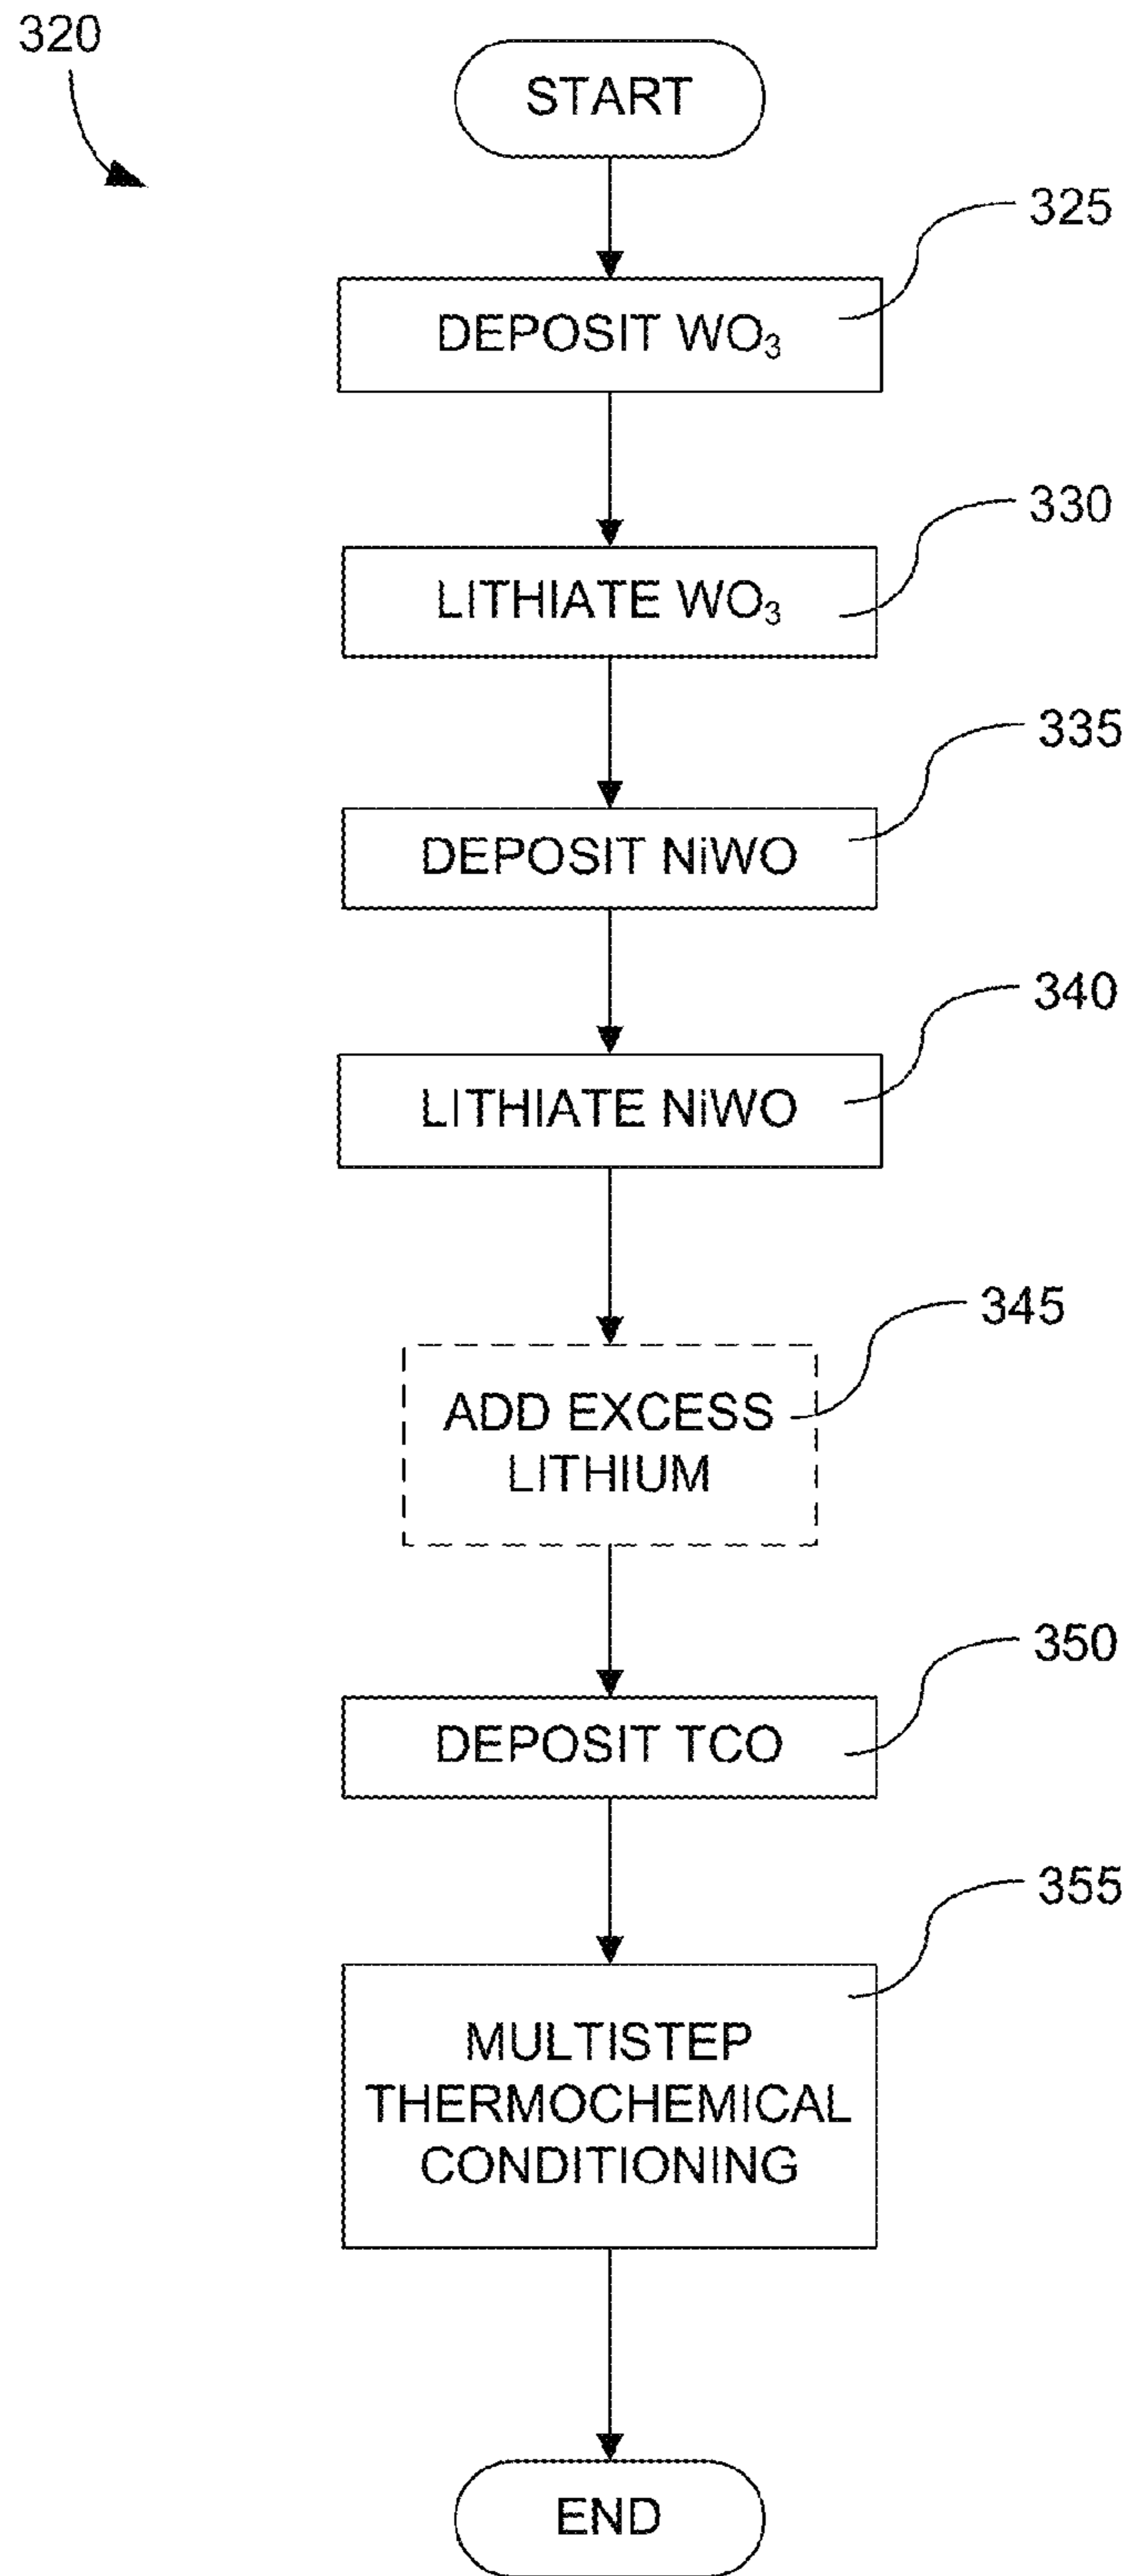 320
START
325
DEPOSIT WO₃
330
LITHIATE WO₃
335
DEPOSIT NiWO
340
LITHIATE NiWO
345
ADD EXCESS
LITHIUM
350
DEPOSIT TCO
355
MULTISTEP
THERMOCHEMICAL
CONDITIONING
END